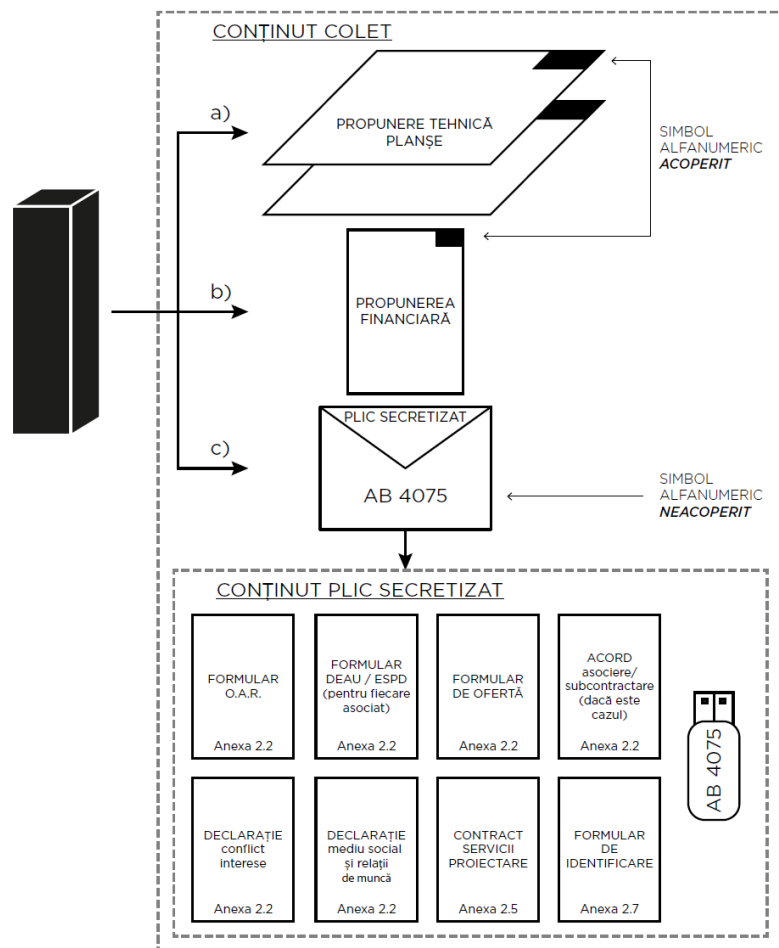 CONȚINUT COLET
a)
PROPUNERE TEHNICĂ
PLANȘE
SIMBOL
ALFANUMERIC
ACOPERIT
b)
PROPUNEREA
FINANCIARĂ
c)
PLIC SECRETIZAT
AB 4075
SIMBOL
ALFANUMERIC
NEACOPERIT
CONȚINUT PLIC SECRETIZAT
FORMULAR
O.A.R.
Anexa 2.2
FORMULAR
DEAU / ESPD
(pentru fiecare
asociat)
Anexa 2.2
FORMULAR
DE OFERTĂ
Anexa 2.2
ACORD
asociere/
subcontractare
(dacă este
cazul)
Anexa 2.2
AB 4075
DECLARAȚIE
conflict
interese
Anexa 2.2
DECLARAȚIE
mediu social
și relații
de muncă
Anexa 2.2
CONTRACT
SERVICII
PROIECTARE
Anexa 2.5
FORMULAR
DE
IDENTIFICARE
Anexa 2.7